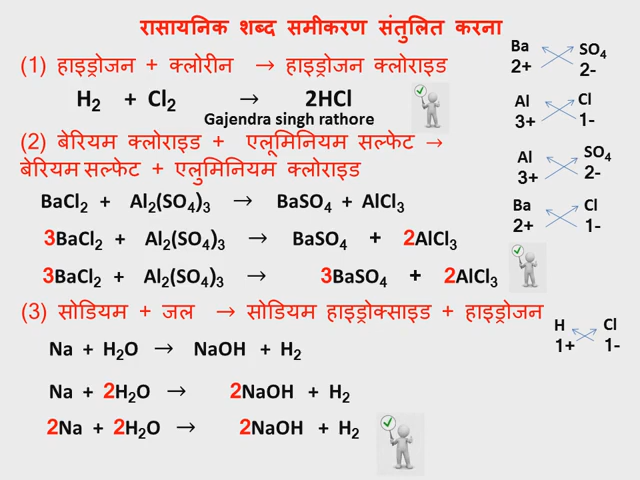 रासायनिक शब्द समीकरण संतुलित करना
(1) हाइड्रोजन + क्लोरीन → हाइड्रोजन क्लोराइड
H₂ + Cl₂ → 2HCl
Gajendra singh rathore
(2) बेरियम क्लोराइड + एलूमिनियम सल्फेट →
बेरियम सल्फेट + एलुमिनियम क्लोराइड
BaCl₂ + Al₂(SO₄)₃ → BaSO₄ + AlCl₃
3BaCl₂ + Al₂(SO₄)₃ → BaSO₄ + 2AlCl₃
3BaCl₂ + Al₂(SO₄)₃ → 3BaSO₄ + 2AlCl₃
(3) सोडियम + जल → सोडियम हाइड्रोक्साइड + हाइड्रोजन
Na + H₂O → NaOH + H₂
Na + 2H₂O → 2NaOH + H₂
2Na + 2H₂O → 2NaOH + H₂
Ba SO₄
2+ 2-
Al Cl
3+ 1-
Al SO₄
3+ 2-
Ba Cl
2+ 1-
H Cl
1+ 1-